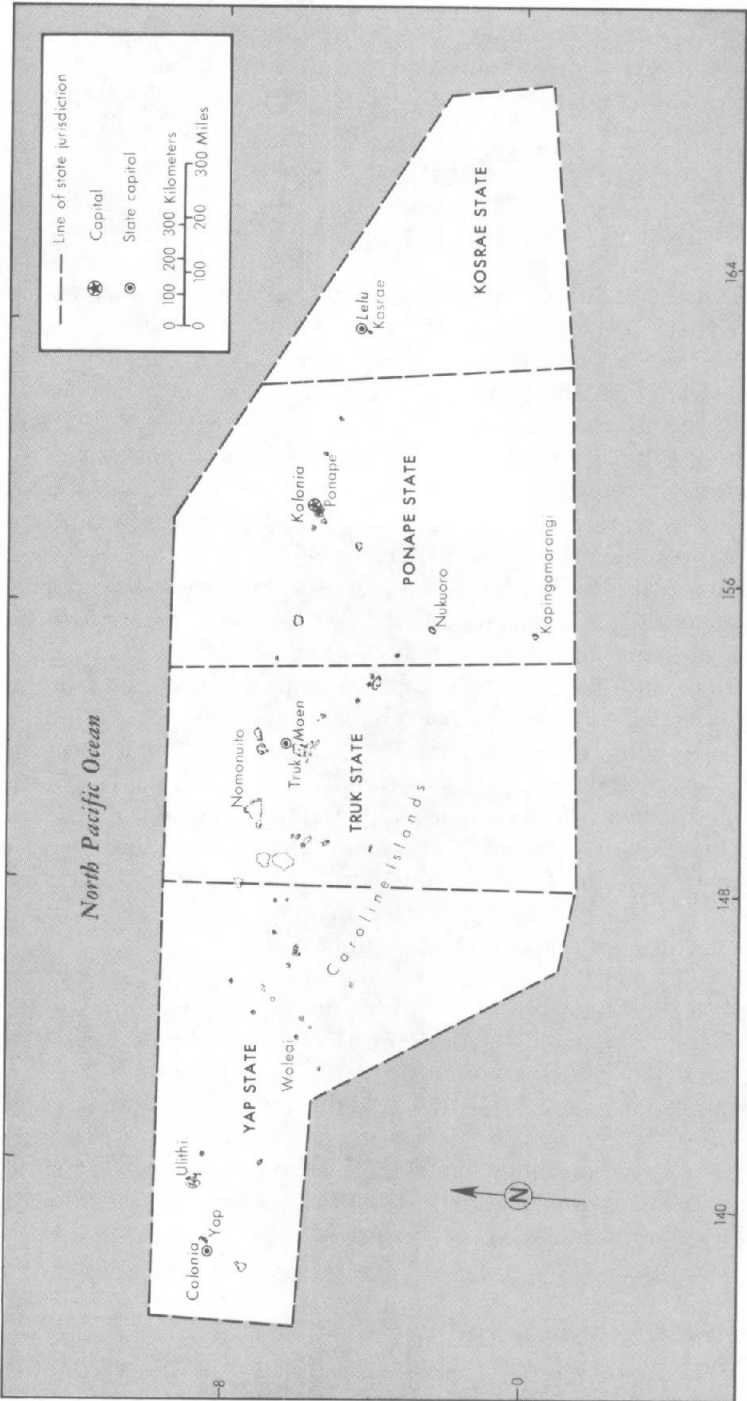 North Pacific Ocean
Line of state jurisdiction
Capital
State capital
0 100 200 300 Kilometers
0 100 200 300 Miles
Colonia
Yap
Ulithi
YAP STATE
Woleai
Caroline Islands
Nomonuito
Truk
Moen
TRUK STATE
Kolonia
Ponape
PONAPE STATE
Nukuoro
Kapingamarangi
Lelu
Kosrae
KOSRAE STATE
N
8
0
140
148
156
164